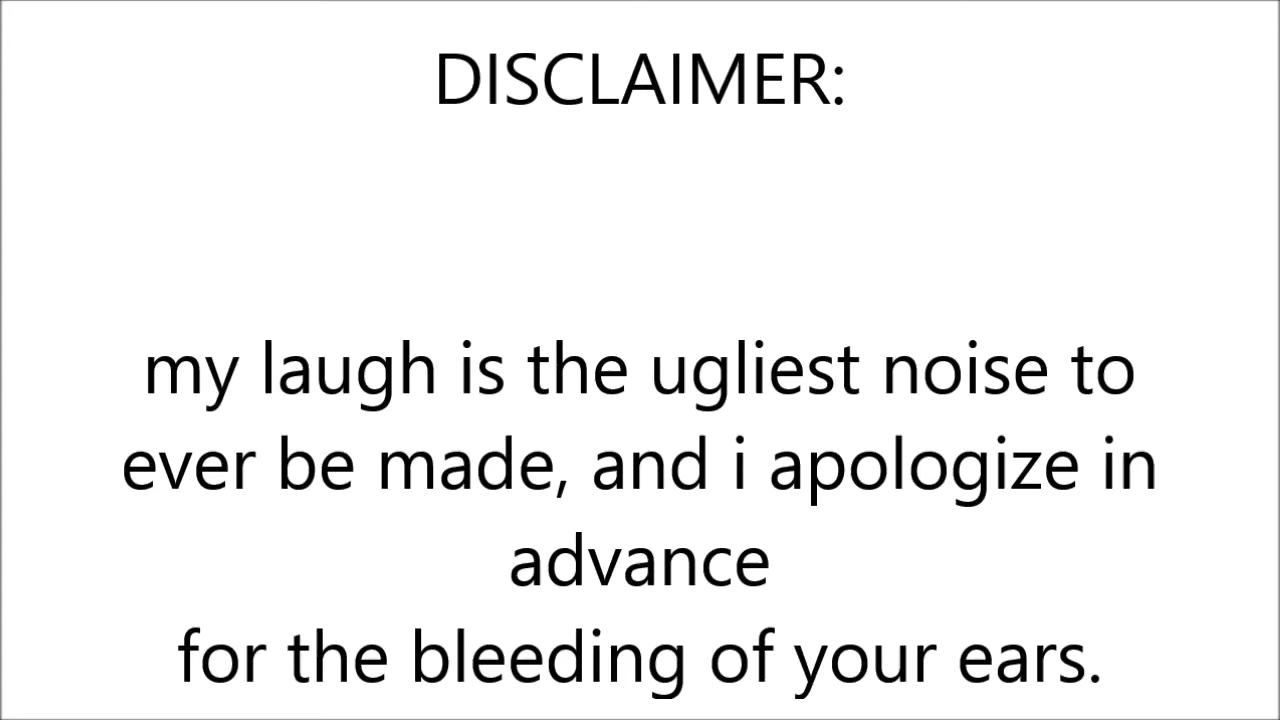 DISCLAIMER:
my laugh is the ugliest noise to
ever be made, and i apologize in
advance
for the bleeding of your ears.